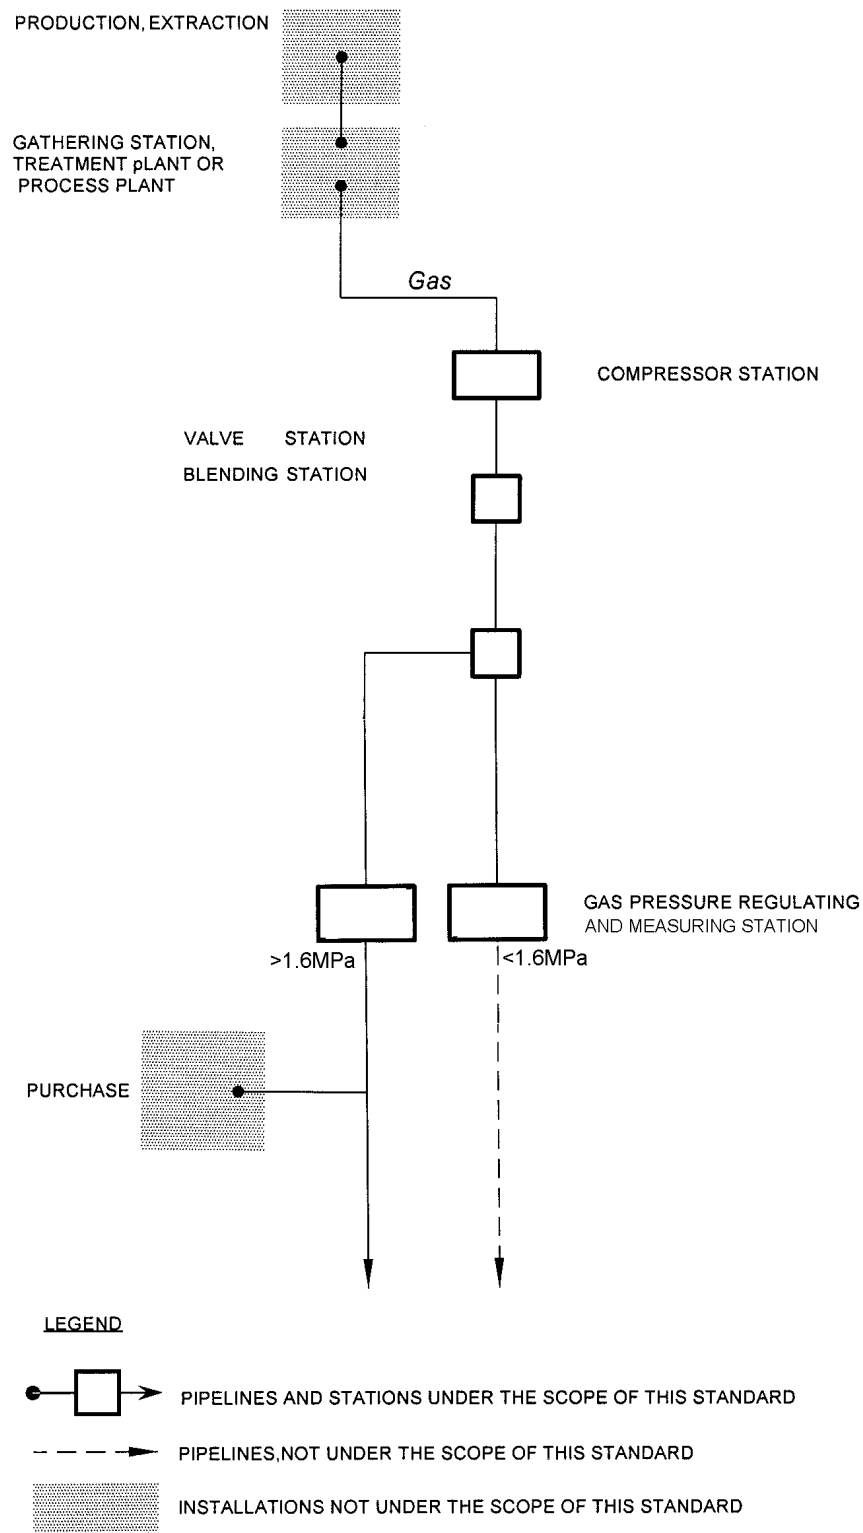 PRODUCTION, EXTRACTION
GATHERING STATION,
TREATMENT pLANT OR
PROCESS PLANT
Gas
COMPRESSOR STATION
VALVE STATION
BLENDING STATION
GAS PRESSURE REGULATING
AND MEASURING STATION
>1.6MPa
<1.6MPa
PURCHASE
LEGEND
PIPELINES AND STATIONS UNDER THE SCOPE OF THIS STANDARD
PIPELINES,NOT UNDER THE SCOPE OF THIS STANDARD
INSTALLATIONS NOT UNDER THE SCOPE OF THIS STANDARD